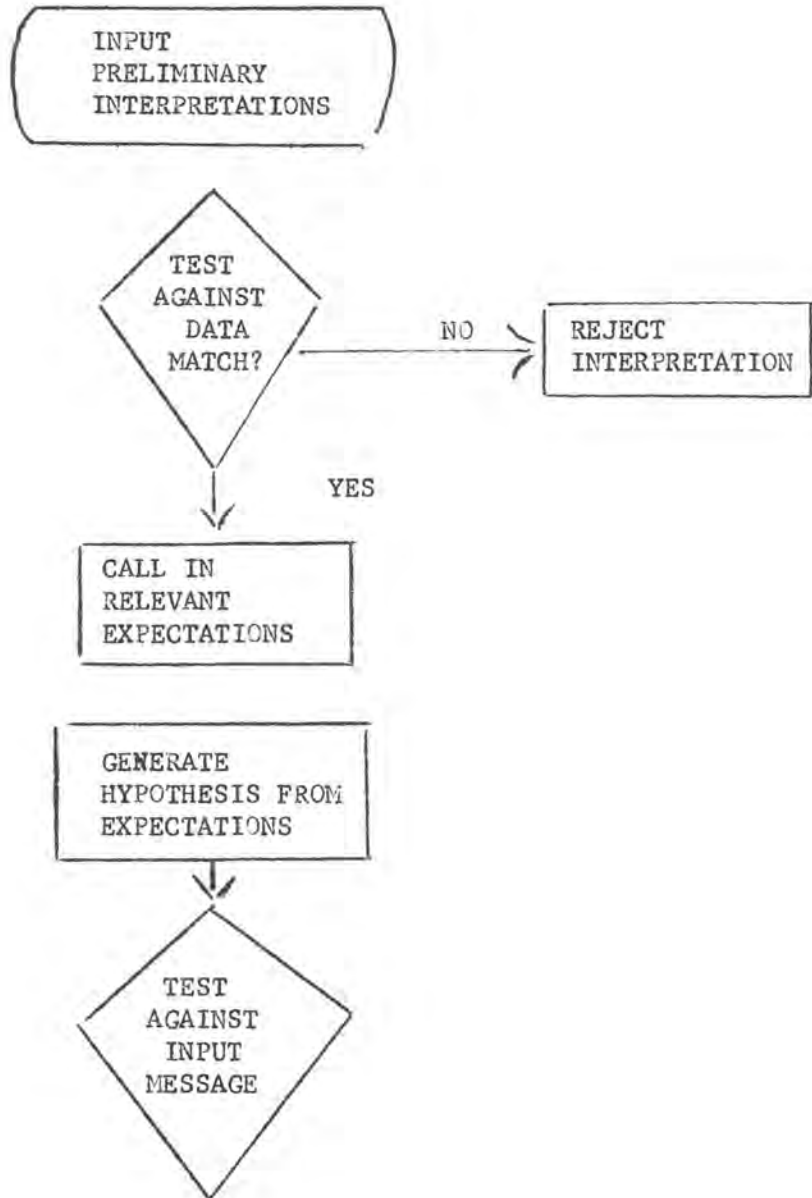 INPUT
PRELIMINARY
INTERPRETATIONS
TEST
AGAINST
DATA
MATCH?
NO
REJECT
INTERPRETATION
YES
CALL IN
RELEVANT
EXPECTATIONS
GENERATE
HYPOTHESIS FROM
EXPECTATIONS
TEST
AGAINST
INPUT
MESSAGE